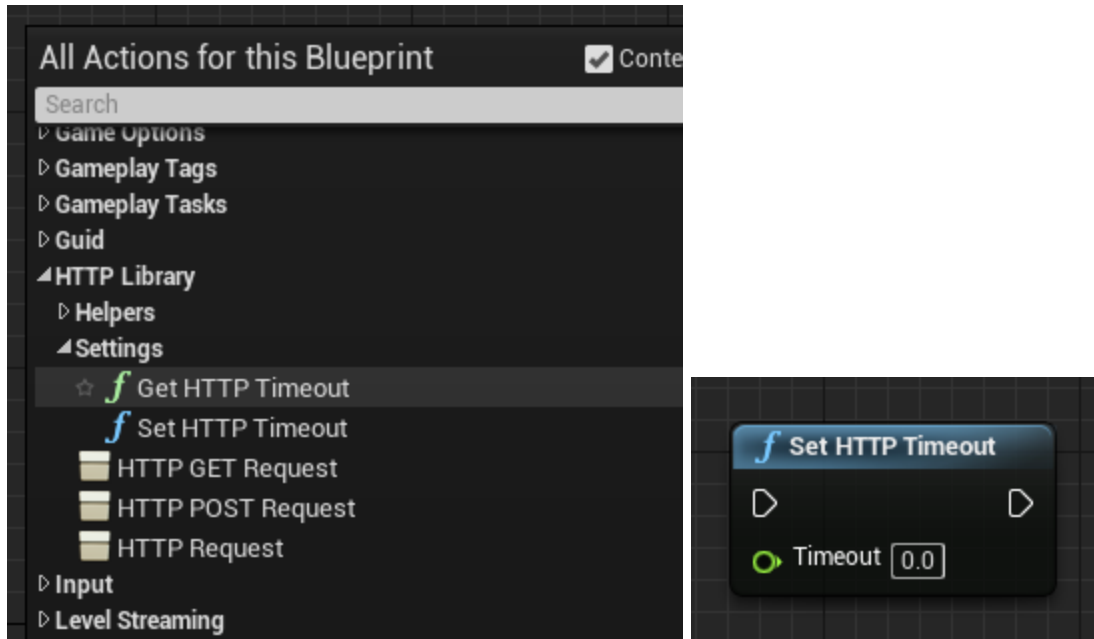 All Actions for this Blueprint
Conte
Search
Game Options
Gameplay Tags
Gameplay Tasks
Guid
HTTP Library
Helpers
Settings
f Get HTTP Timeout
f Set HTTP Timeout
HTTP GET Request
HTTP POST Request
HTTP Request
Input
Level Streaming
f Set HTTP Timeout
Timeout 0.0